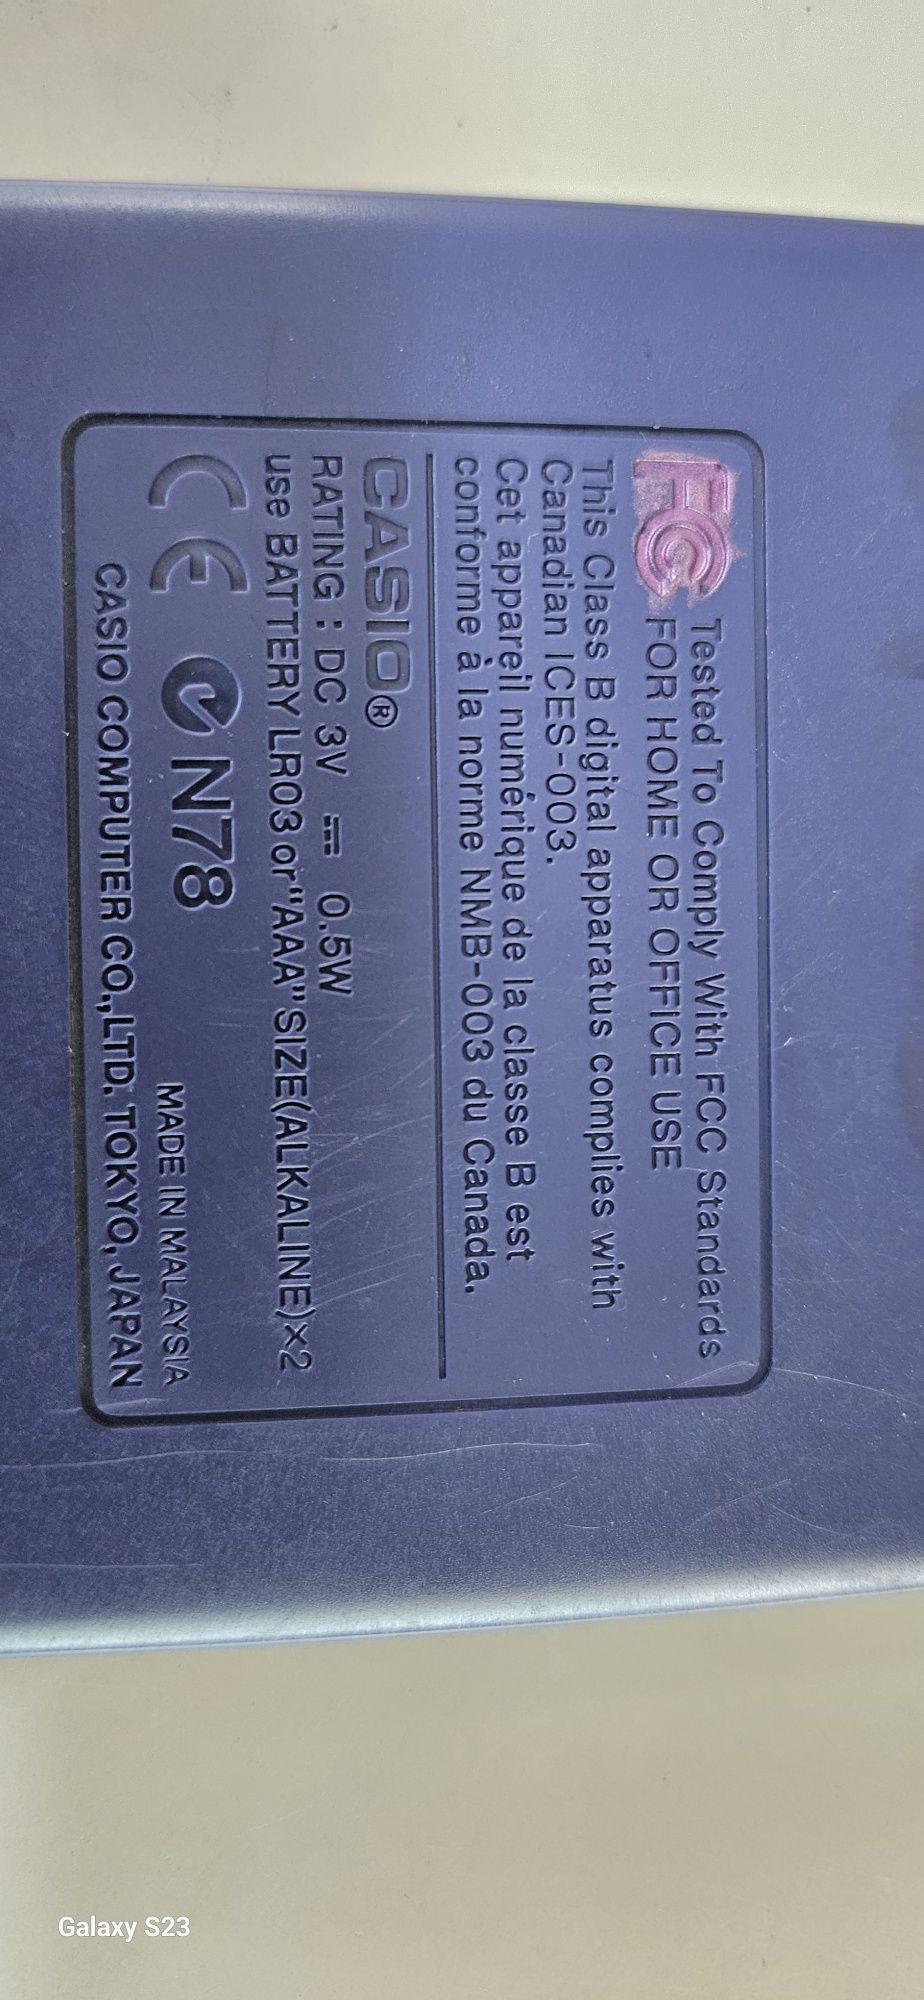 FC Tested To Comply With FCC Standards
FOR HOME OR OFFICE USE
This Class B digital apparatus complies with
Canadian ICES-003.
Cet appareil numérique de la classe B est
conforme à la norme NMB-003 du Canada.
CASIO®
RATING : DC 3V ⎓ 0.5W
use BATTERY LR03 or "AAA" SIZE(ALKALINE)×2
CE N78
MADE IN MALAYSIA
CASIO COMPUTER CO.,LTD. TOKYO, JAPAN
Galaxy S23